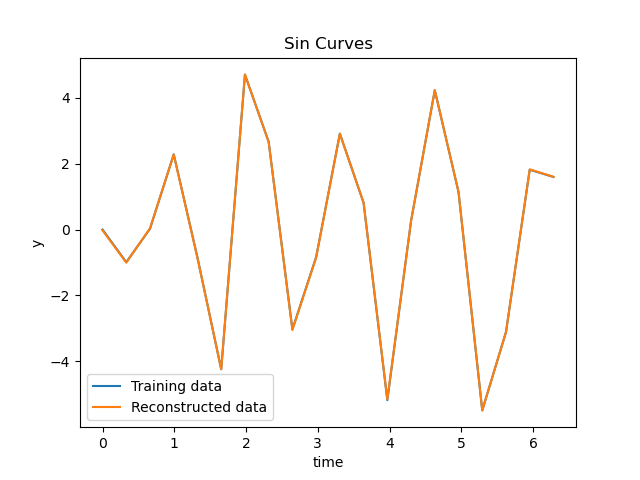 Sin Curves
4
2
0
−2
−4
y
Training data
Reconstructed data
0 1 2 3 4 5 6
time